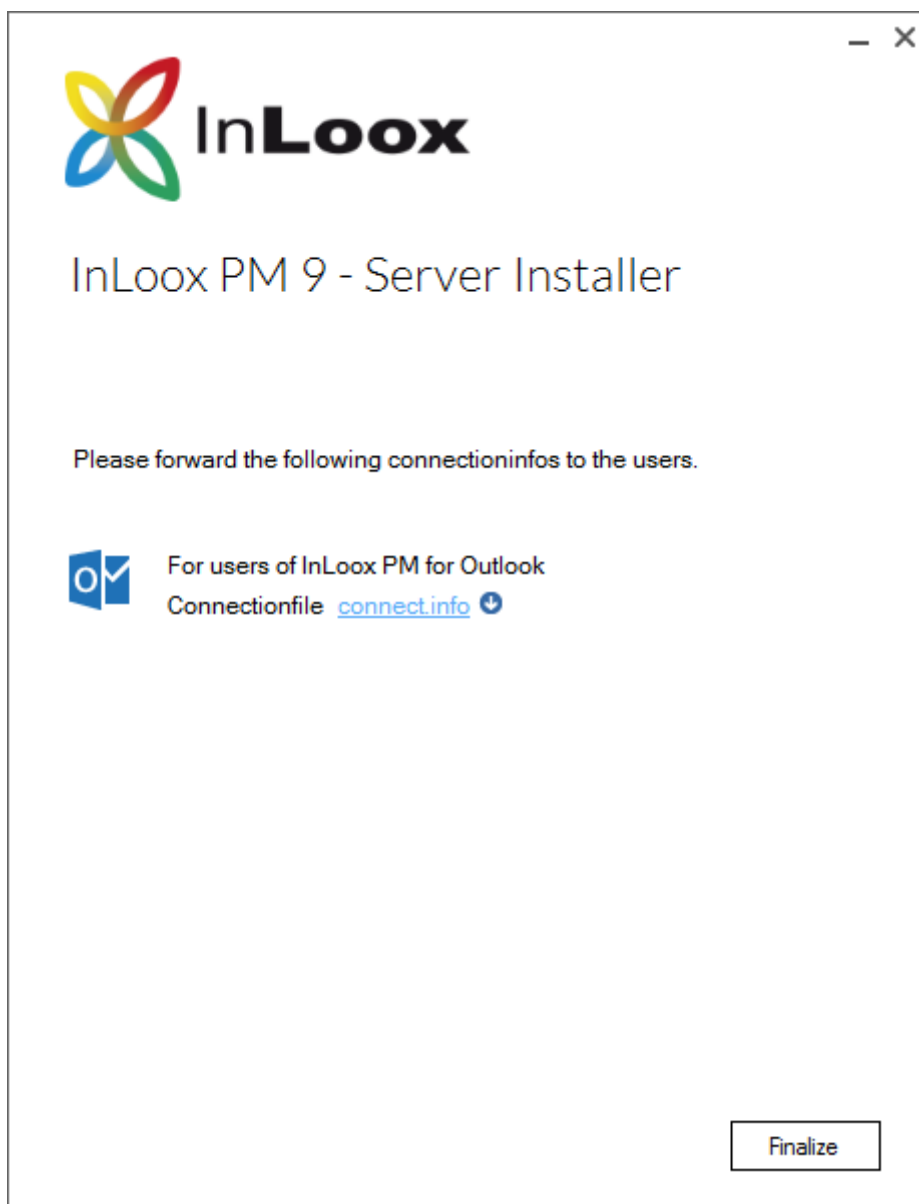 InLoox
InLoox PM 9 - Server Installer
Please forward the following connectioninfos to the users.
For users of InLoox PM for Outlook
Connectionfile connect.info
Finalize